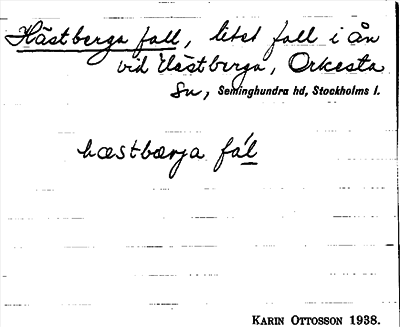 Hästberga fall, litet fall i ån
vid Hästberga, Orkesta
sn, Seminghundra hd, Stockholms l.
hæstbærja fál
KARIN OTTOSSON 1938.